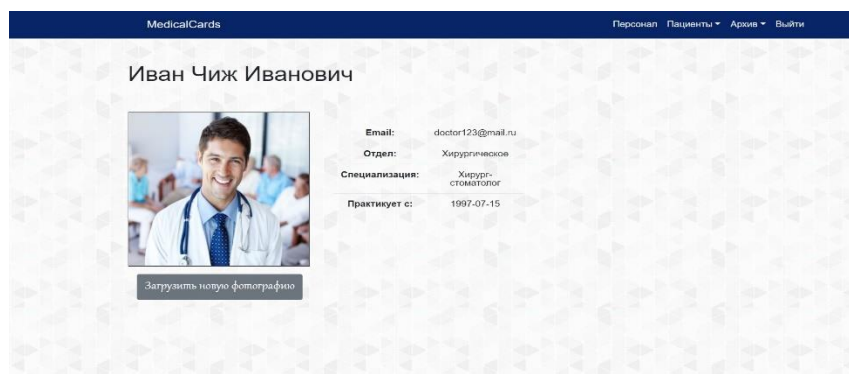 MedicalCards Персонал Пациенты Архив Выйти
Иван Чиж Иванович
Email: doctor123@mail.ru
Отдел: Хирургическое
Специализация: Хирург-
стоматолог
Практикует с: 1997-07-15
Загрузить новую фотографию